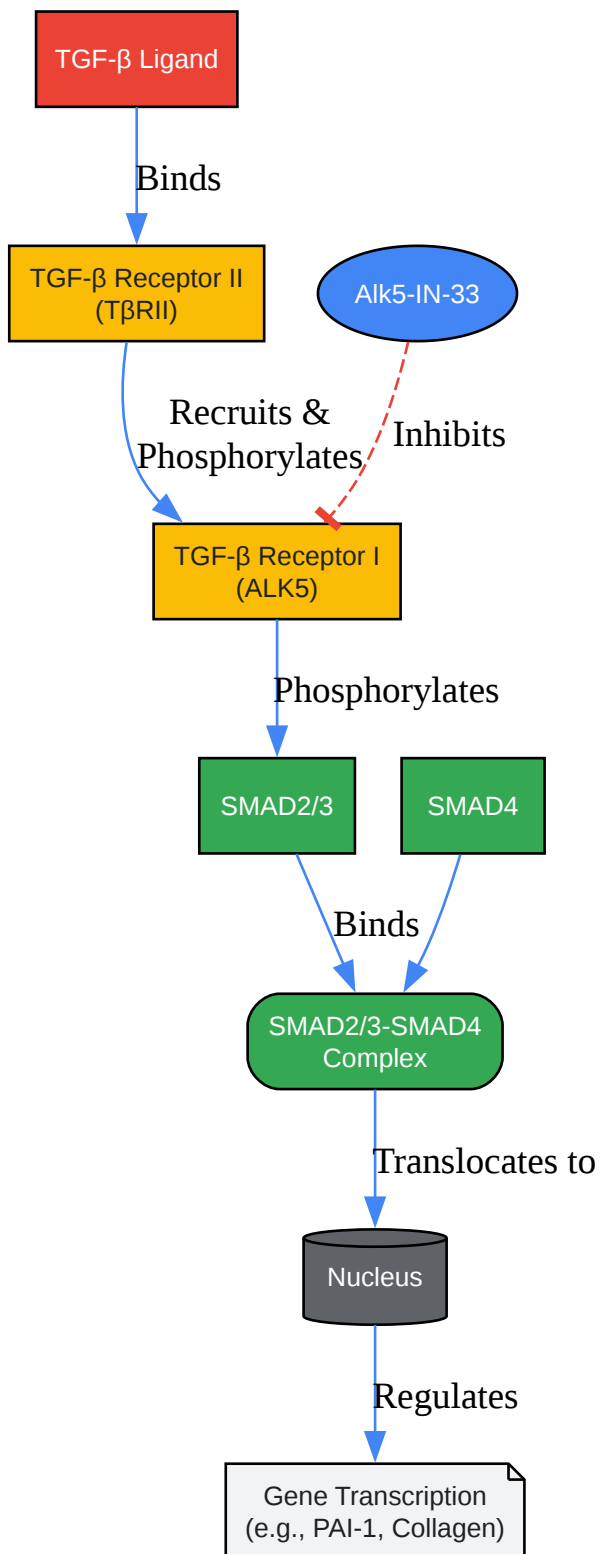 TGF-β Ligand
Binds
TGF-β Receptor II
(TβRII)
Alk5-IN-33
Recruits &
Phosphorylates
Inhibits
TGF-β Receptor I
(ALK5)
Phosphorylates
SMAD2/3
SMAD4
Binds
SMAD2/3-SMAD4
Complex
Translocates to
Nucleus
Regulates
Gene Transcription
(e.g., PAI-1, Collagen)